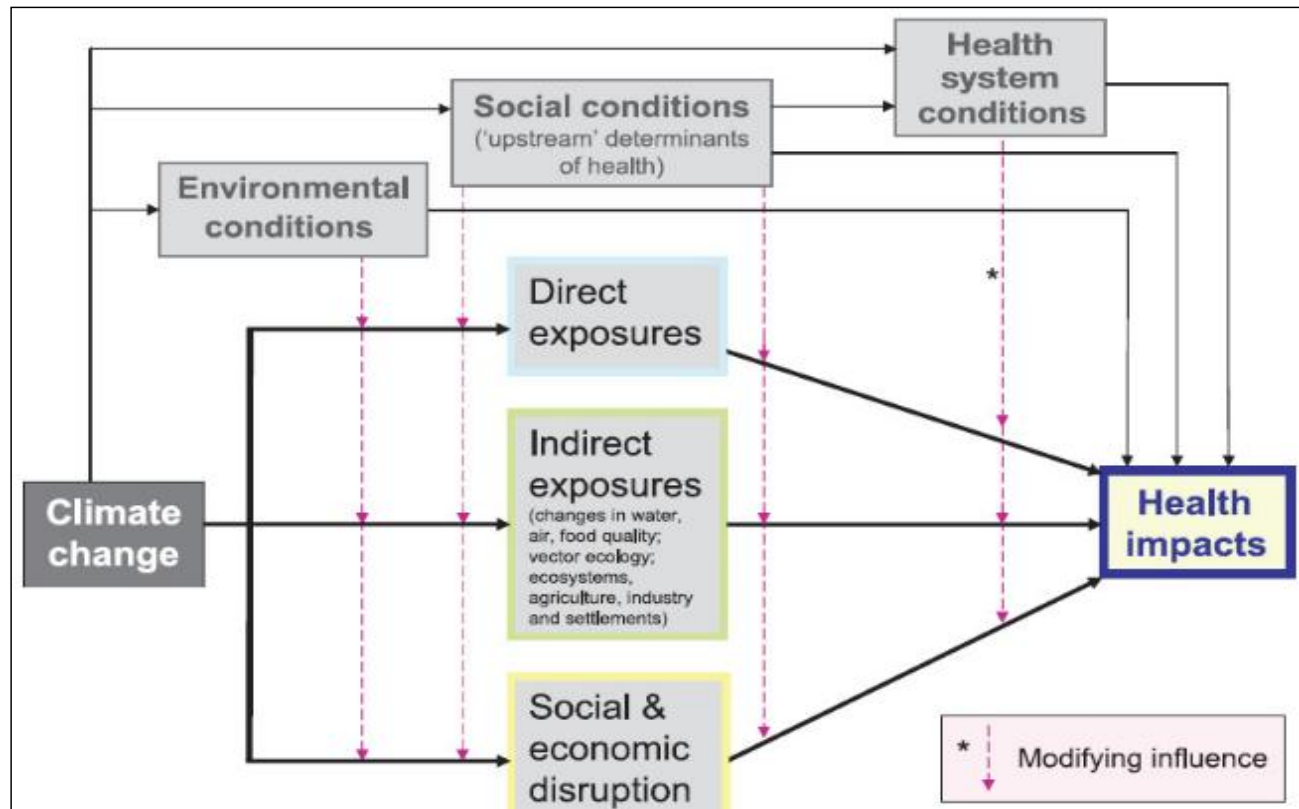 Health
system
conditions
Social conditions
(‘upstream’ determinants
of health)
Environmental
conditions
*
Direct
exposures
Indirect
exposures
(changes in water,
air, food quality;
vector ecology;
ecosystems,
agriculture, industry
and settlements)
Climate
change
Health
impacts
Social &
economic
disruption
* Modifying influence